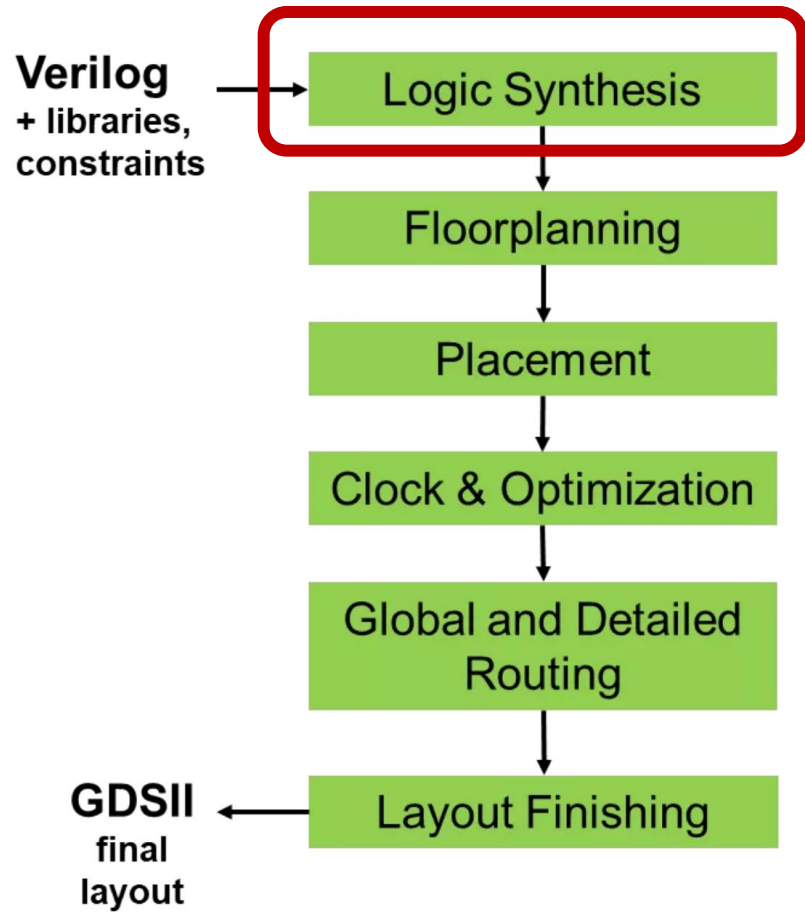 Verilog
+ libraries,
constraints
Logic Synthesis
Floorplanning
Placement
Clock & Optimization
Global and Detailed
Routing
Layout Finishing
GDSII
final
layout